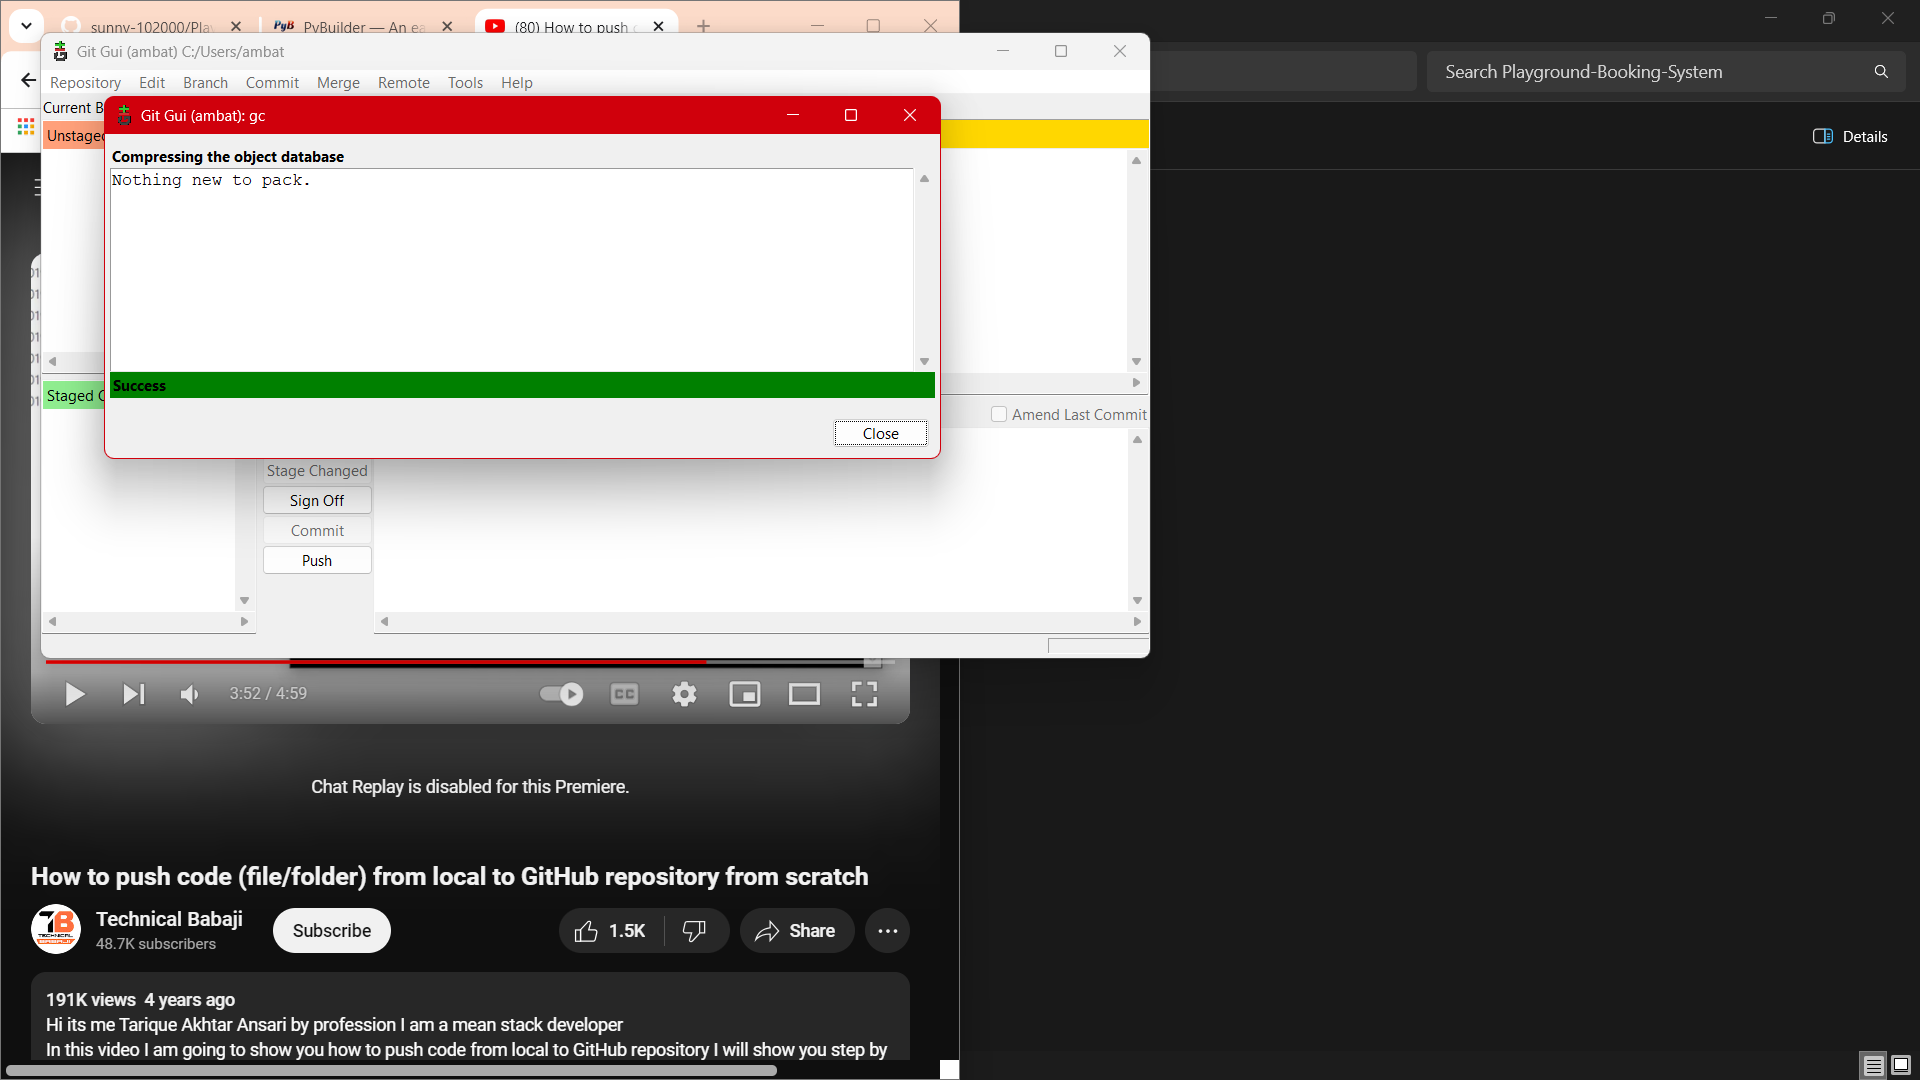 sunny-102000/Pla
PyB PyBuilder — An ea
(80) How to push
Git Gui (ambat) C:/Users/ambat
Search Playground-Booking-System
Repository Edit Branch Commit Merge Remote Tools Help
Current B
Git Gui (ambat): gc
Unstaged
Details
Compressing the object database
Nothing new to pack.
Success
Staged C
Amend Last Commit
Close
Stage Changed
Sign Off
Commit
Push
3:52 / 4:59
CC
Chat Replay is disabled for this Premiere.
How to push code (file/folder) from local to GitHub repository from scratch
Technical Babaji
48.7K subscribers
Subscribe
1.5K
Share
191K views 4 years ago
Hi its me Tarique Akhtar Ansari by profession I am a mean stack developer
In this video I am going to show you how to push code from local to GitHub repository I will show you step by